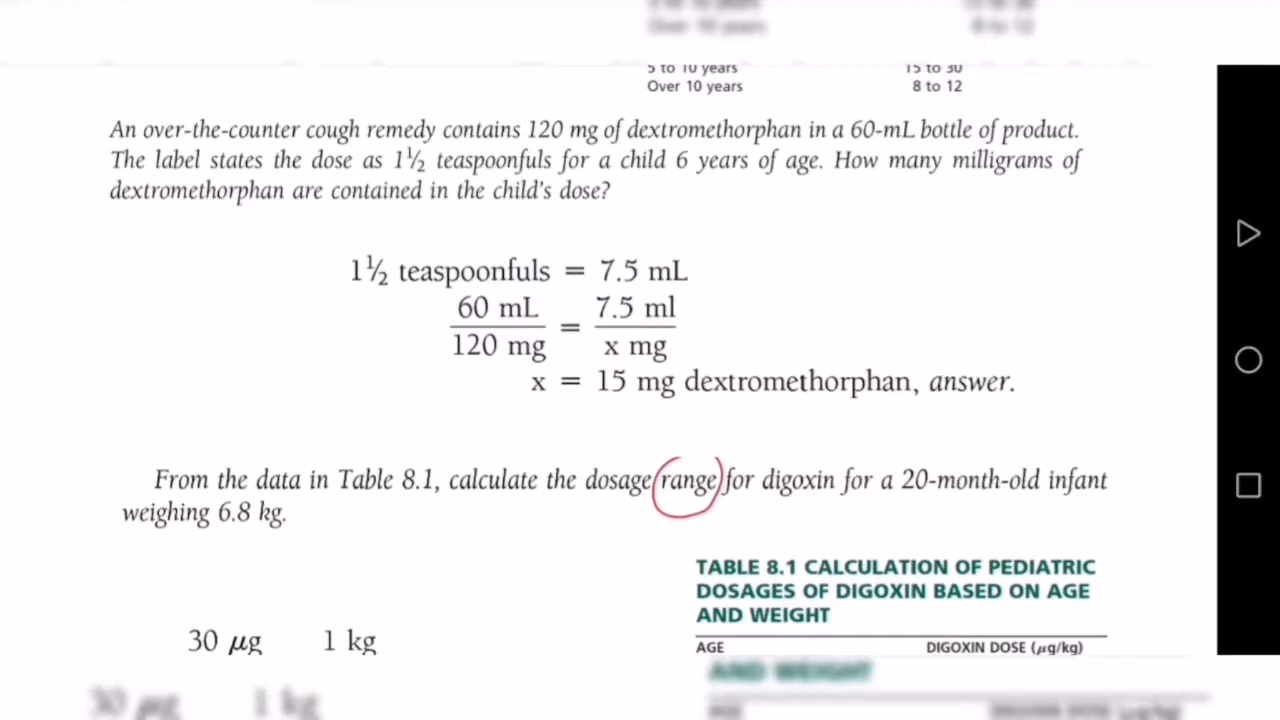 5 to 10 years 15 to 30
Over 10 years 8 to 12
An over-the-counter cough remedy contains 120 mg of dextromethorphan in a 60-mL bottle of product.
The label states the dose as 1½ teaspoonfuls for a child 6 years of age. How many milligrams of
dextromethorphan are contained in the child's dose?
1½ teaspoonfuls = 7.5 mL
60 mL / 120 mg = 7.5 ml / x mg
x = 15 mg dextromethorphan, answer.
From the data in Table 8.1, calculate the dosage range for digoxin for a 20-month-old infant
weighing 6.8 kg.
TABLE 8.1 CALCULATION OF PEDIATRIC
DOSAGES OF DIGOXIN BASED ON AGE
AND WEIGHT
30 μg 1 kg
AGE DIGOXIN DOSE (μg/kg)